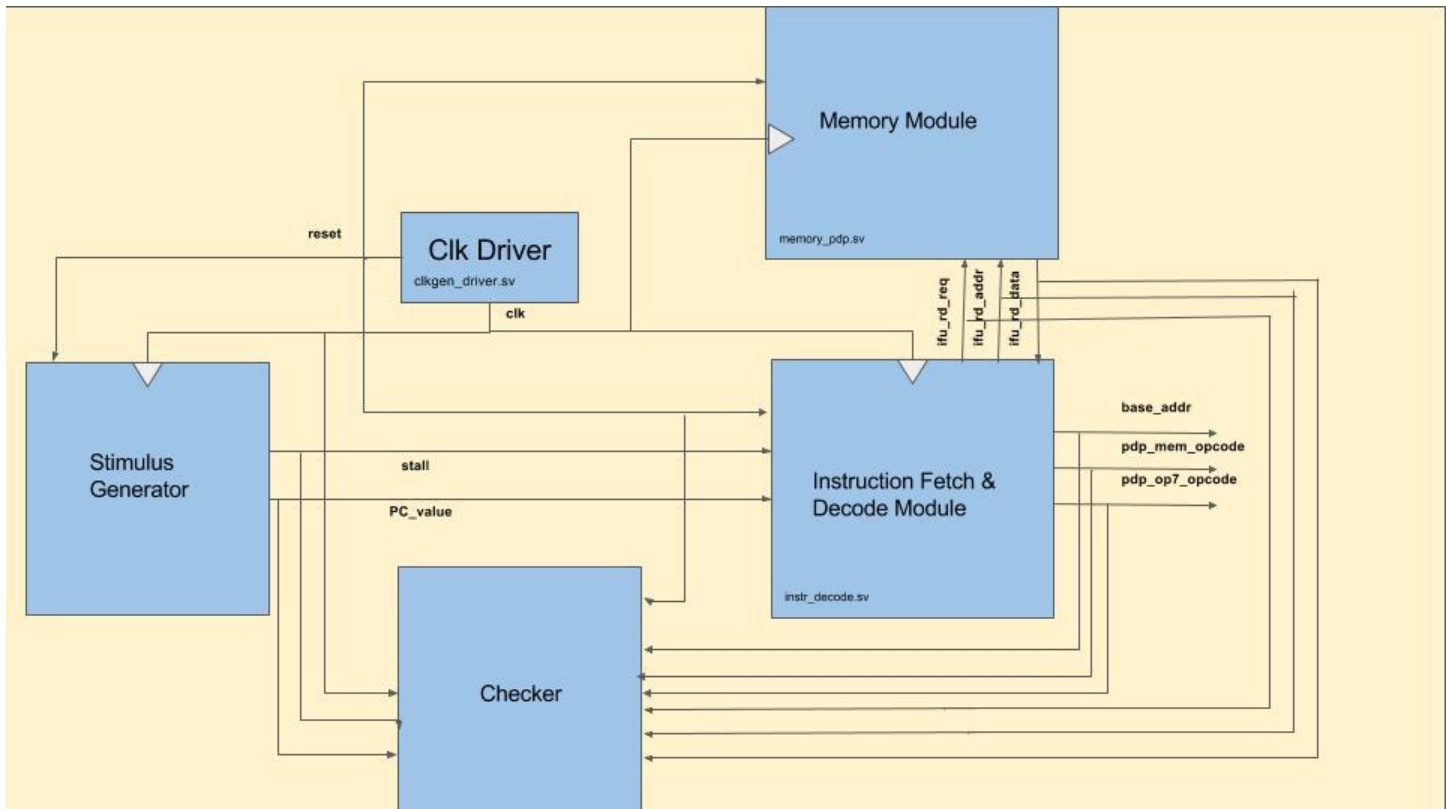 Memory Module
memory_pdp.sv
reset
Clk Driver
clkgen_driver.sv
clk
ifu_rd_req
ifu_rd_addr
ifu_rd_data
Stimulus
Generator
stall
PC_value
Instruction Fetch &
Decode Module
instr_decode.sv
base_addr
pdp_mem_opcode
pdp_op7_opcode
Checker